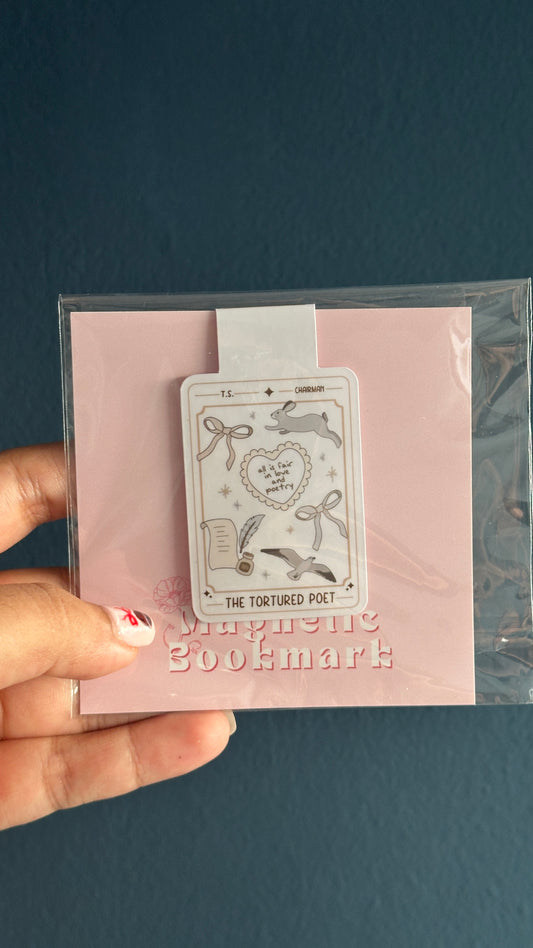 T.S. CHAIRMAN
all is fair
in love
and
poetry
THE TORTURED POET
Magnetic
Bookmark